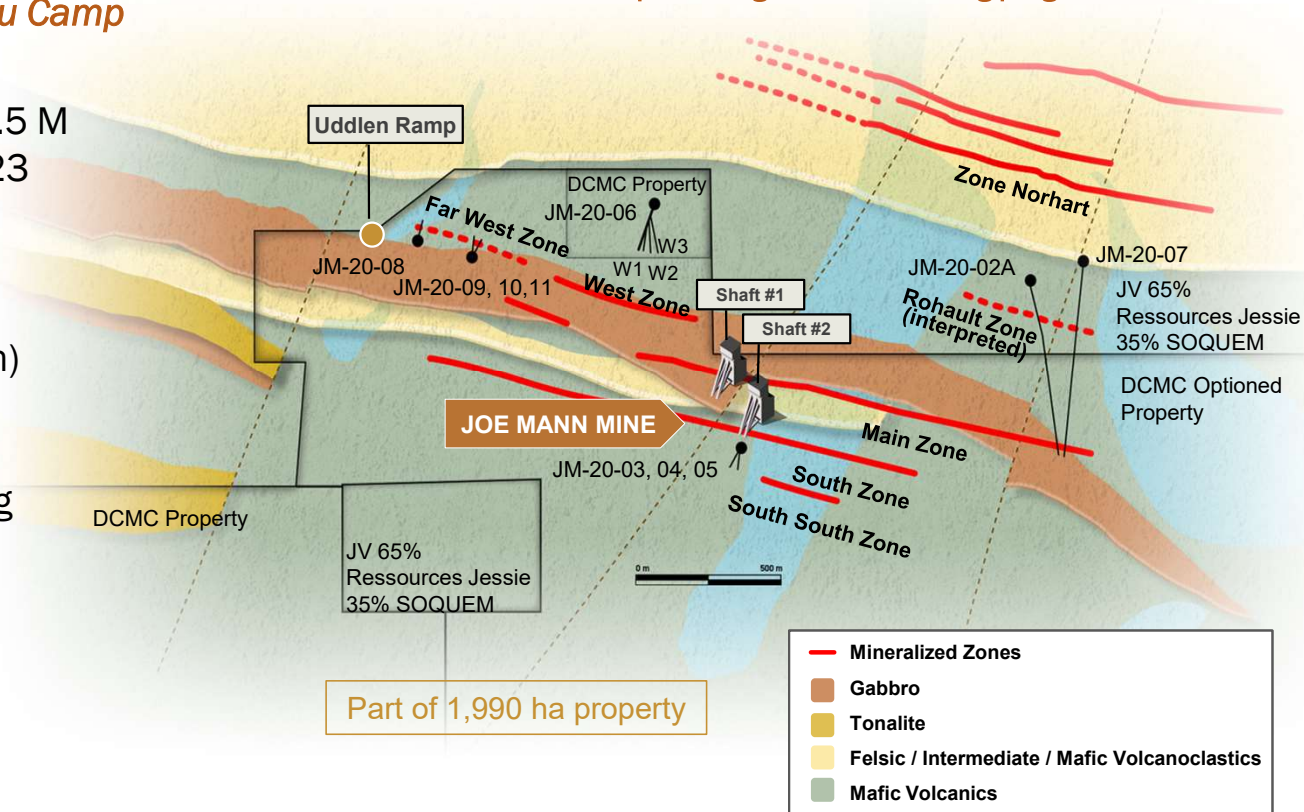 u Camp
.5 M
23
n)
g
Uddlen Ramp
DCMC Property
JM-20-06
Far West Zone
W3
W1 W2
JM-20-08
JM-20-09, 10,11
West Zone
Shaft #1
Shaft #2
Zone Norhart
JM-20-07
JM-20-02A
Rohault Zone
(interpreted)
JV 65%
Ressources Jessie
35% SOQUEM
DCMC Optioned
Property
JOE MANN MINE
Main Zone
JM-20-03, 04, 05
South Zone
South South Zone
DCMC Property
JV 65%
Ressources Jessie
35% SOQUEM
0 m 500 m
Part of 1,990 ha property
Mineralized Zones
Gabbro
Tonalite
Felsic / Intermediate / Mafic Volcanoclastics
Mafic Volcanics